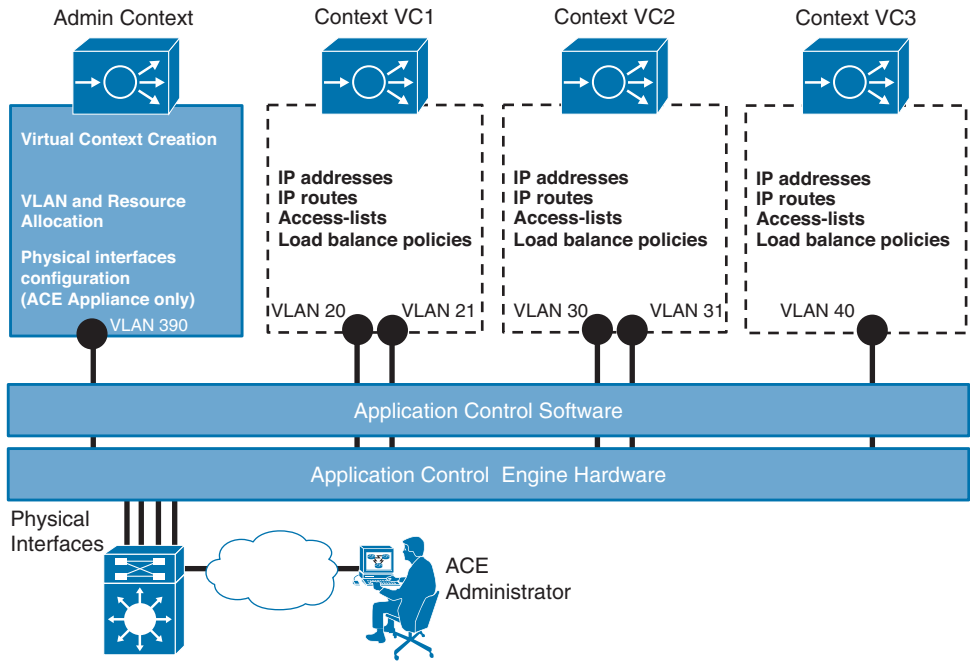 Admin Context
Context VC1
Context VC2
Context VC3
Virtual Context Creation
VLAN and Resource
Allocation
Physical interfaces
configuration
(ACE Appliance only)
VLAN 390
IP addresses
IP routes
Access-lists
Load balance policies
VLAN 20
VLAN 21
IP addresses
IP routes
Access-lists
Load balance policies
VLAN 30
VLAN 31
IP addresses
IP routes
Access-lists
Load balance policies
VLAN 40
Application Control Software
Application Control Engine Hardware
Physical
Interfaces
ACE
Administrator